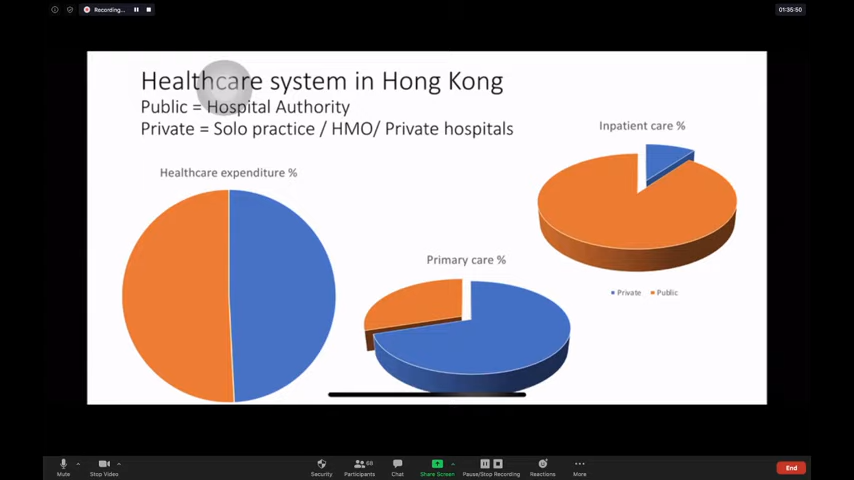 Recording...
01:35:50
Healthcare system in Hong Kong
Public = Hospital Authority
Private = Solo practice / HMO/ Private hospitals
Inpatient care %
Healthcare expenditure %
Primary care %
Private Public
Mute
Stop Video
Security
Participants
68
Chat
Share Screen
Pause/Stop Recording
Reactions
More
End